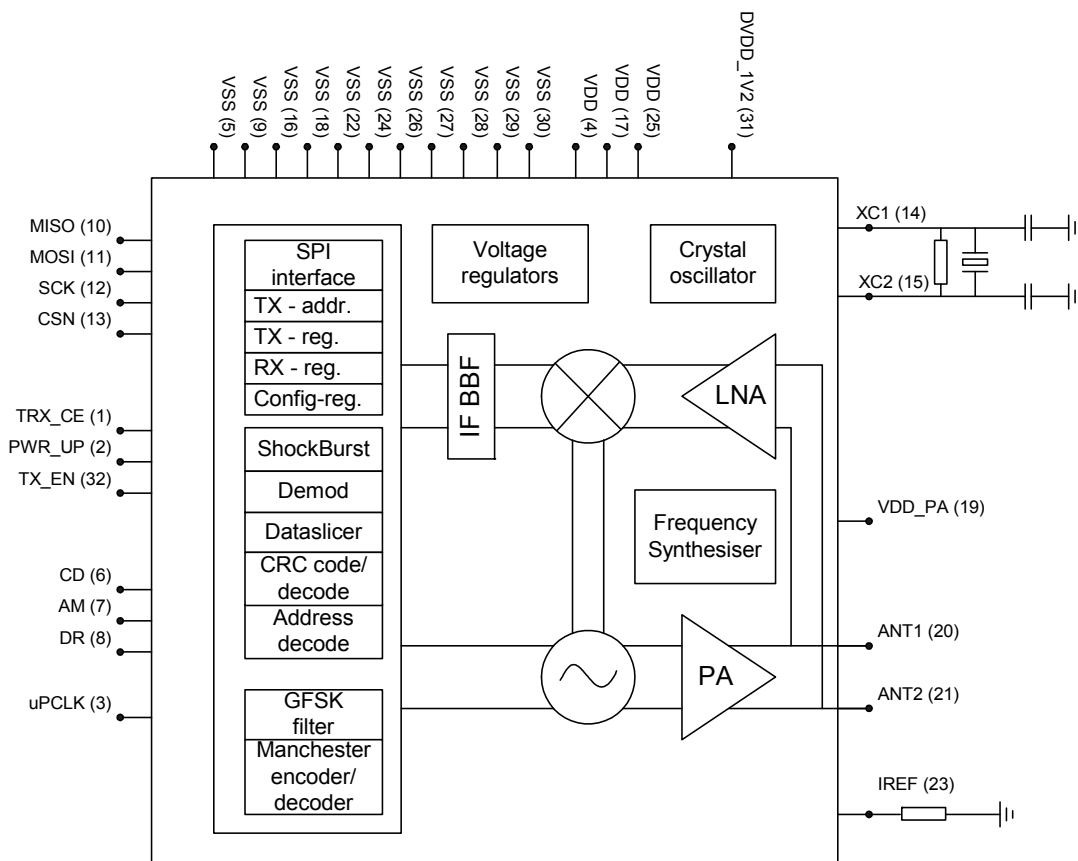 VSS (5)
VSS (9)
VSS (16)
VSS (18)
VSS (22)
VSS (24)
VSS (26)
VSS (27)
VSS (28)
VSS (29)
VSS (30)
VDD (4)
VDD (17)
VDD (25)
DVDD_1V2 (31)
MISO (10)
MOSI (11)
SCK (12)
CSN (13)
TRX_CE (1)
PWR_UP (2)
TX_EN (32)
CD (6)
AM (7)
DR (8)
uPCLK (3)
SPI
interface
TX - addr.
TX - reg.
RX - reg.
Config-reg.
ShockBurst
Demod
Dataslicer
CRC code/
decode
Address
decode
GFSK
filter
Manchester
encoder/
decoder
Voltage
regulators
Crystal
oscillator
IF BBF
LNA
Frequency
Synthesiser
PA
XC1 (14)
XC2 (15)
VDD_PA (19)
ANT1 (20)
ANT2 (21)
IREF (23)